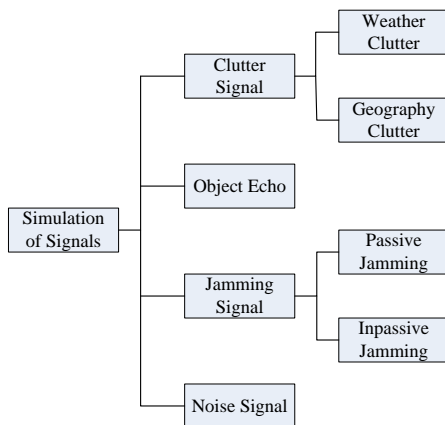 Simulation
of Signals
Clutter
Signal
Weather
Clutter
Geography
Clutter
Object Echo
Jamming
Signal
Passive
Jamming
Inpassive
Jamming
Noise Signal